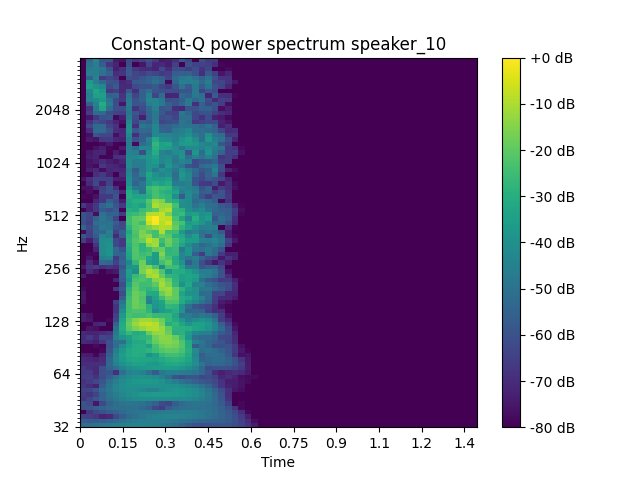 Constant-Q power spectrum speaker_10
+0 dB
-10 dB
-20 dB
-30 dB
-40 dB
-50 dB
-60 dB
-70 dB
-80 dB
2048
1024
512
256
128
64
32
Hz
0 0.15 0.3 0.45 0.6 0.75 0.9 1.1 1.2 1.4
Time